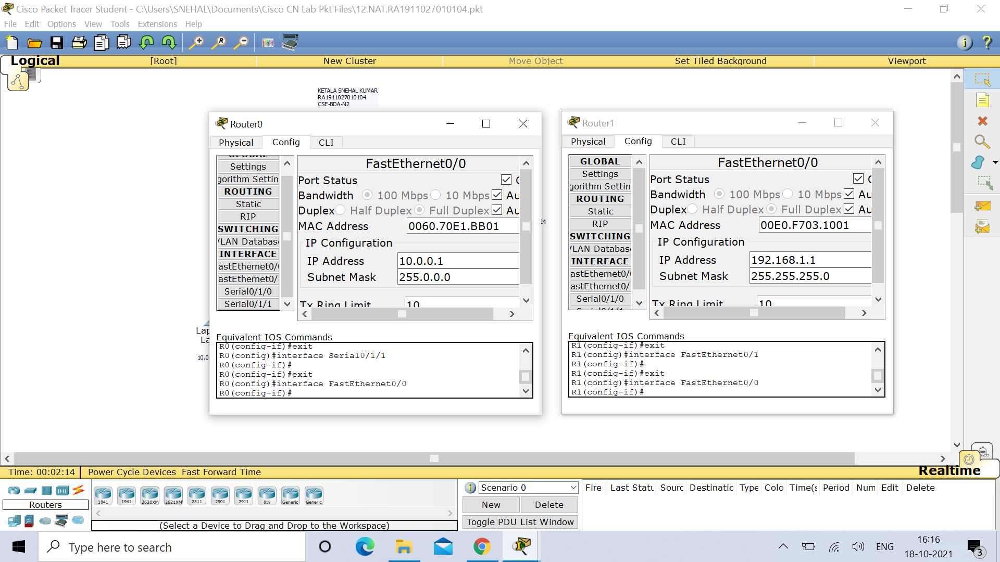 Cisco Packet Tracer Student - C:\Users\SNEHAL\Documents\Cisco CN Lab Pkt Files\12.NAT.RA1911027010104.pkt
File Edit Options View Tools Extensions Help
Logical [Root] New Cluster Move Object Set Tiled Background Viewport
KETALA SNEHAL KUMAR
RA1911027010104
CSE-BDA-N2
Router0
Physical Config CLI
GLOBAL
Settings
gorithm Settin
ROUTING
Static
RIP
SWITCHING
VLAN Databas
INTERFACE
astEthernet0/
astEthernet0/
Serial0/1/0
Serial0/1/1
FastEthernet0/0
Port Status
Bandwidth 100 Mbps 10 Mbps Au
Duplex Half Duplex Full Duplex Au
MAC Address 0060.70E1.BB01
IP Configuration
IP Address 10.0.0.1
Subnet Mask 255.0.0.0
Tx Ring Limit 10
Equivalent IOS Commands
R0(config-if)#exit
R0(config)#interface Serial0/1/1
R0(config-if)#
R0(config-if)#exit
R0(config)#interface FastEthernet0/0
R0(config-if)#
Lap
La
10.0
24
Router1
Physical Config CLI
GLOBAL
Settings
gorithm Settin
ROUTING
Static
RIP
SWITCHING
VLAN Databas
INTERFACE
astEthernet0/
astEthernet0/
Serial0/1/0
Serial0/1/1
FastEthernet0/0
Port Status
Bandwidth 100 Mbps 10 Mbps Au
Duplex Half Duplex Full Duplex Au
MAC Address 00E0.F703.1001
IP Configuration
IP Address 192.168.1.1
Subnet Mask 255.255.255.0
Tx Ring Limit 10
Equivalent IOS Commands
R1(config-if)#exit
R1(config)#interface FastEthernet0/1
R1(config-if)#
R1(config-if)#exit
R1(config)#interface FastEthernet0/0
R1(config-if)#
Time: 00:02:14 Power Cycle Devices Fast Forward Time Realtime
Routers
1841 1941 2620XM 2621XM 2811 2901 2911 819 Generic Generic
(Select a Device to Drag and Drop to the Workspace)
Scenario 0
New Delete
Toggle PDU List Window
Fire Last Statu Sourc Destinatio Type Colo Time(s Period Num Edit Delete
Type here to search
ENG
16:16
18-10-2021
3